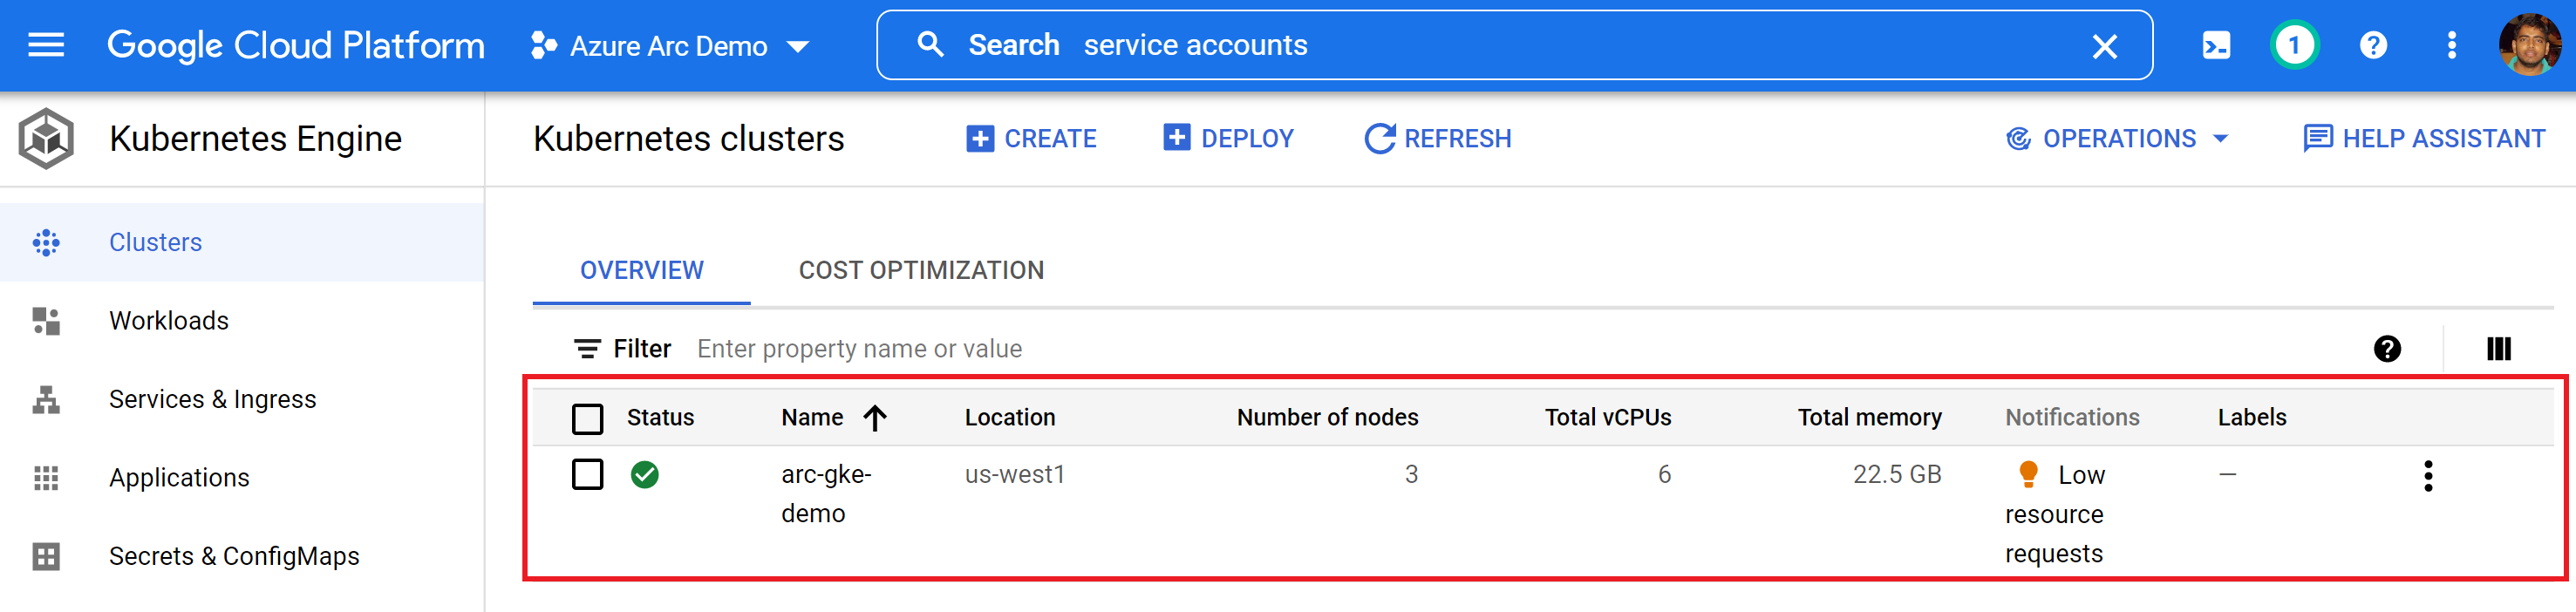 Google Cloud Platform
Azure Arc Demo
Search service accounts
1
Kubernetes Engine
Kubernetes clusters
CREATE
DEPLOY
REFRESH
OPERATIONS
HELP ASSISTANT
Clusters
Workloads
Services & Ingress
Applications
Secrets & ConfigMaps
OVERVIEW
COST OPTIMIZATION
Filter Enter property name or value
Status Name Location Number of nodes Total vCPUs Total memory Notifications Labels
arc-gke-
demo
us-west1
3
6
22.5 GB
Low
resource
requests
—